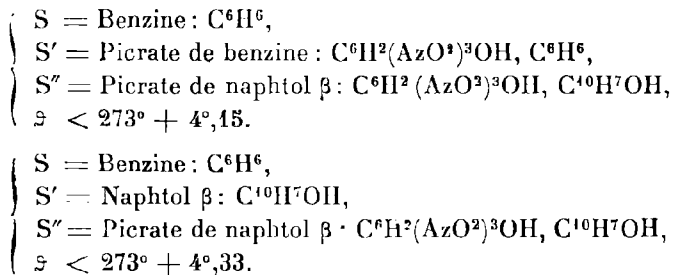 S = Benzine : C⁶H⁶,
S′ = Picrate de benzine : C⁶H²(AzO²)³OH, C⁶H⁶,
S″ = Picrate de naphtol β : C⁶H² (AzO²)³OH, C¹⁰H⁷OH,
ℑ < 273° + 4°,15.
S = Benzine : C⁶H⁶,
S′ = Naphtol β : C¹⁰H⁷OH,
S″ = Picrate de naphtol β · C⁶H²(AzO²)³OH, C¹⁰H⁷OH,
ℑ < 273° + 4°,33.